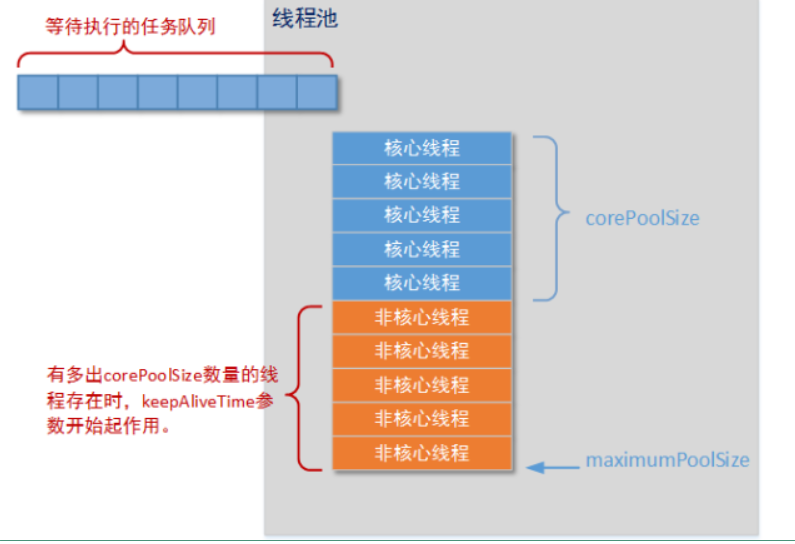 等待执行的任务队列
线程池
核心线程
核心线程
核心线程
核心线程
核心线程
corePoolSize
非核心线程
非核心线程
非核心线程
非核心线程
非核心线程
有多出corePoolSize数量的线
程存在时，keepAliveTime参
数开始起作用。
maximumPoolSize